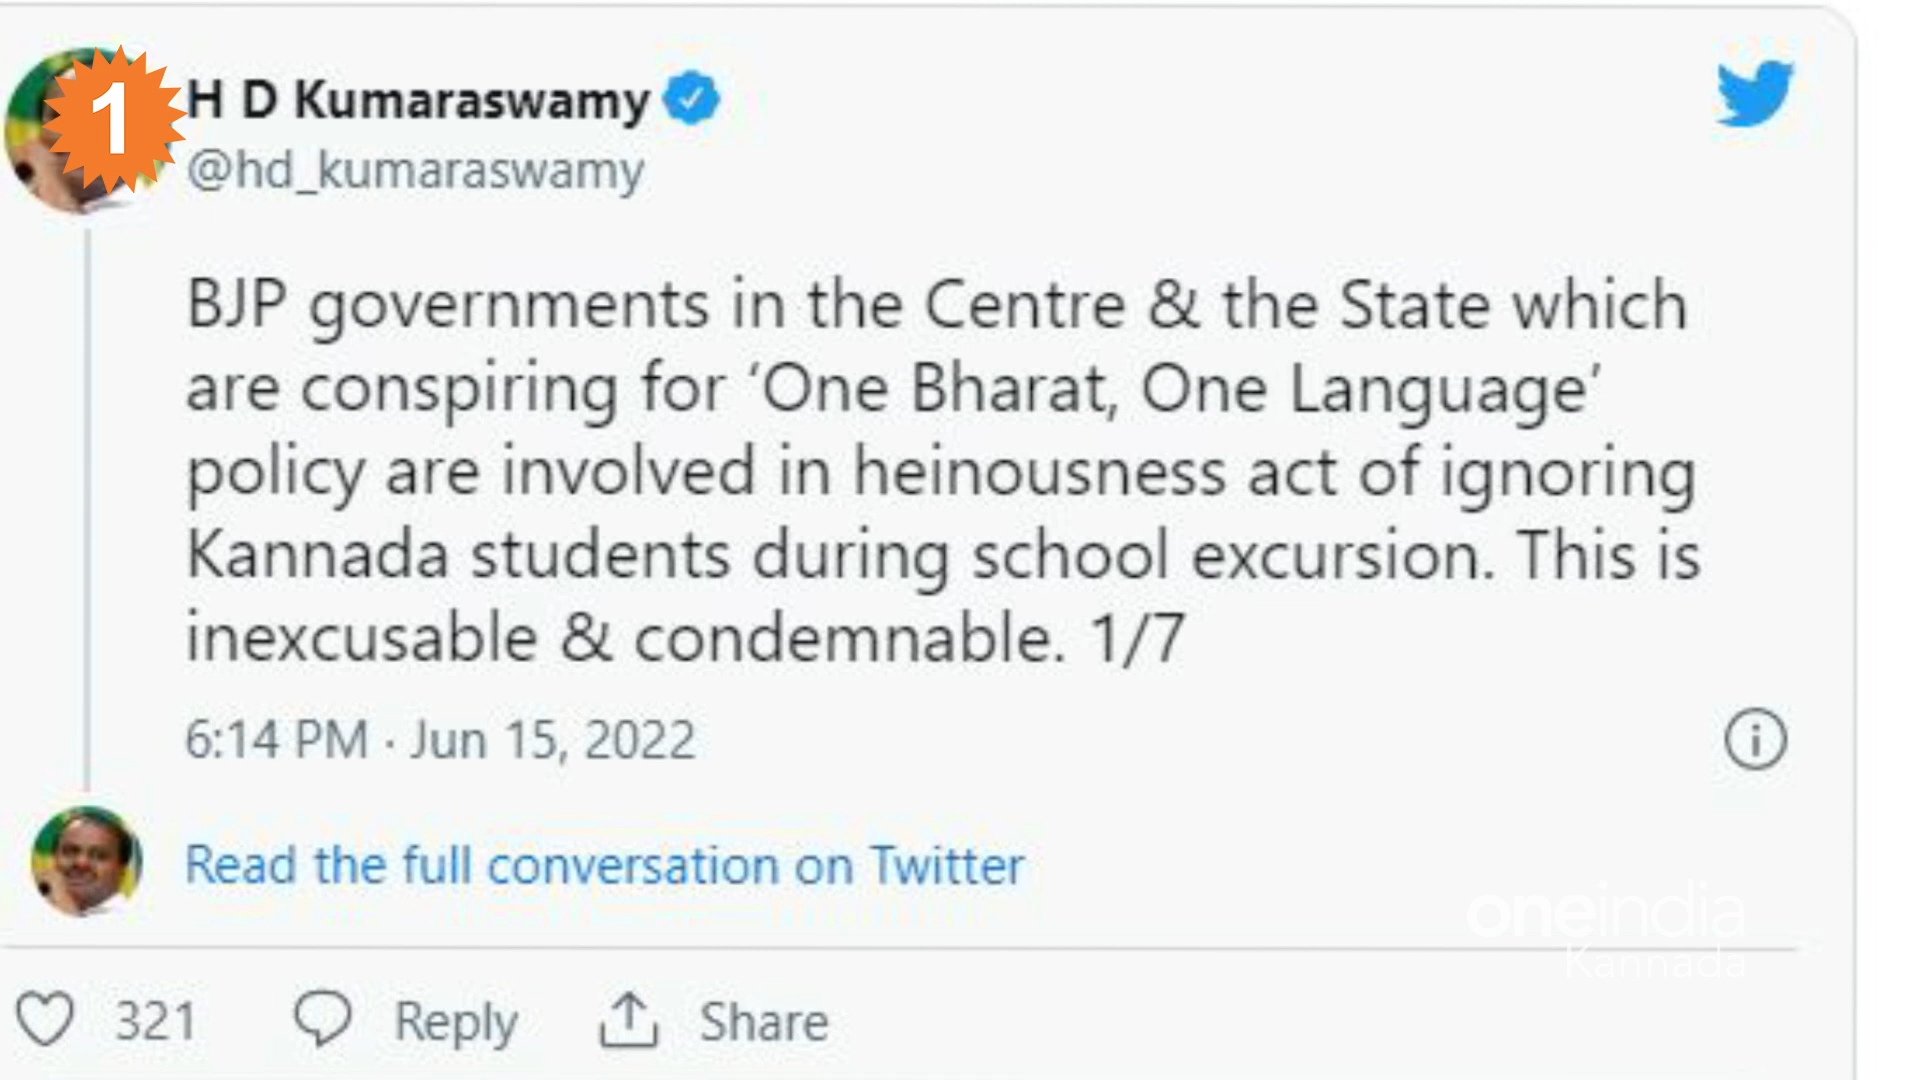 1
H D Kumaraswamy
@hd_kumaraswamy
BJP governments in the Centre & the State which
are conspiring for ‘One Bharat, One Language’
policy are involved in heinousness act of ignoring
Kannada students during school excursion. This is
inexcusable & condemnable. 1/7
6:14 PM · Jun 15, 2022
Read the full conversation on Twitter
oneindia
Kannada
321 Reply Share